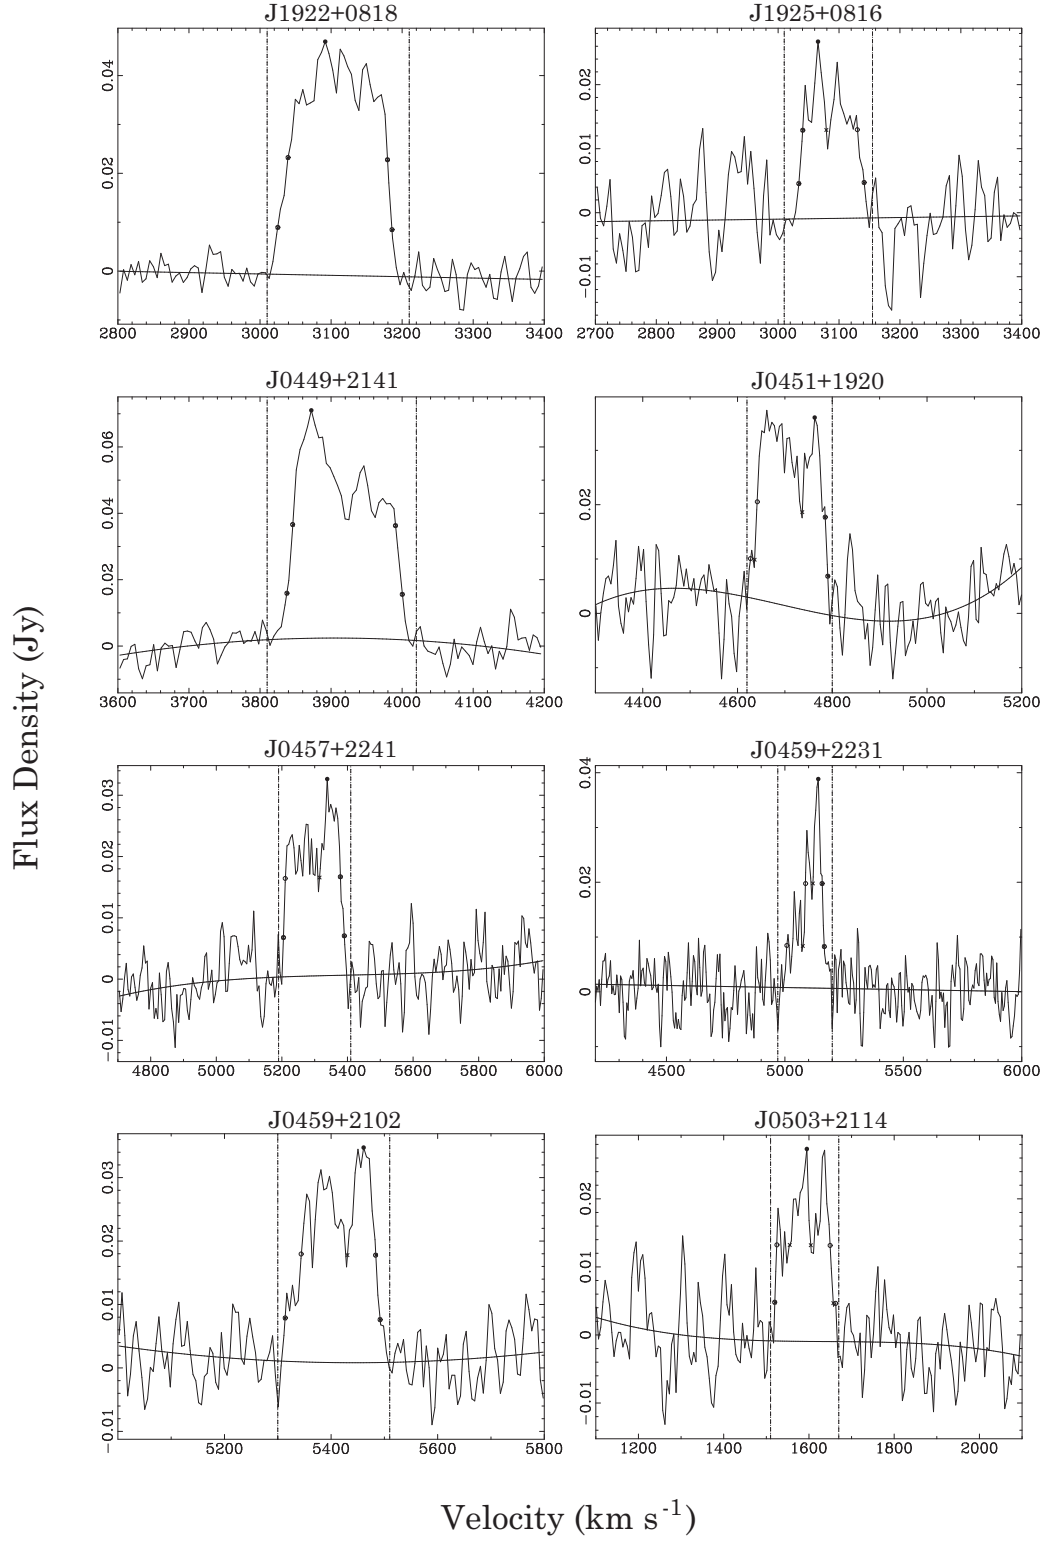 J1922+0818 J1925+0816
0.04 0.02 0
2800 2900 3000 3100 3200 3300 3400
0.02 0.01 0 −0.01
2700 2800 2900 3000 3100 3200 3300 3400
J0449+2141 J0451+1920
0.06 0.04 0.02 0
3600 3700 3800 3900 4000 4100 4200
0.02 0
4400 4600 4800 5000 5200
J0457+2241 J0459+2231
0.03 0.02 0.01 0 −0.01
4800 5000 5200 5400 5600 5800 6000
0.04 0.02 0
4500 5000 5500 6000
J0459+2102 J0503+2114
0.03 0.02 0.01 0 −0.01
5200 5400 5600 5800
0.02 0.01 0 −0.01
1200 1400 1600 1800 2000
Flux Density (Jy)
Velocity (km s⁻¹)